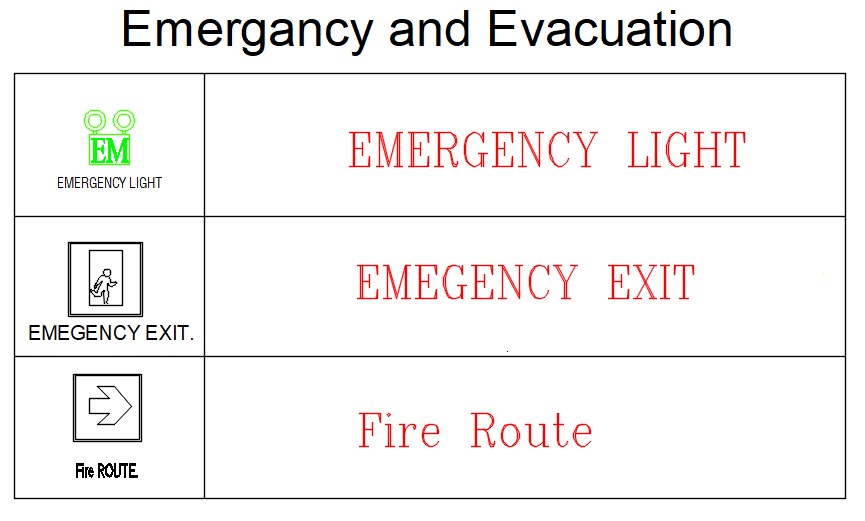 Emergancy and Evacuation
EM
EMERGENCY LIGHT
EMERGENCY LIGHT
EMEGENCY EXIT.
EMEGENCY EXIT
Fire ROUTE.
Fire Route